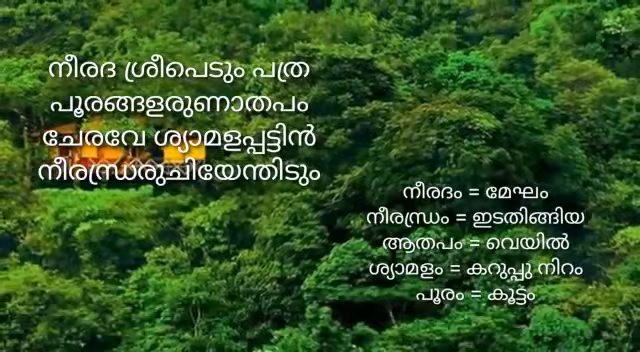 നീരദ ശ്രീപെടും പത്ര
പൂരങ്ങളരുണാതപം
ചേരവേ ശ്യാമളപ്പട്ടിൻ
നീരന്ധ്രരുചിയേന്തിടും
നീരദം = മേഘം
നീരന്ധ്രം = ഇടതിങ്ങിയ
ആതപം = വെയിൽ
ശ്യാമളം = കറുപ്പു നിറം
പൂരം = കൂട്ടം